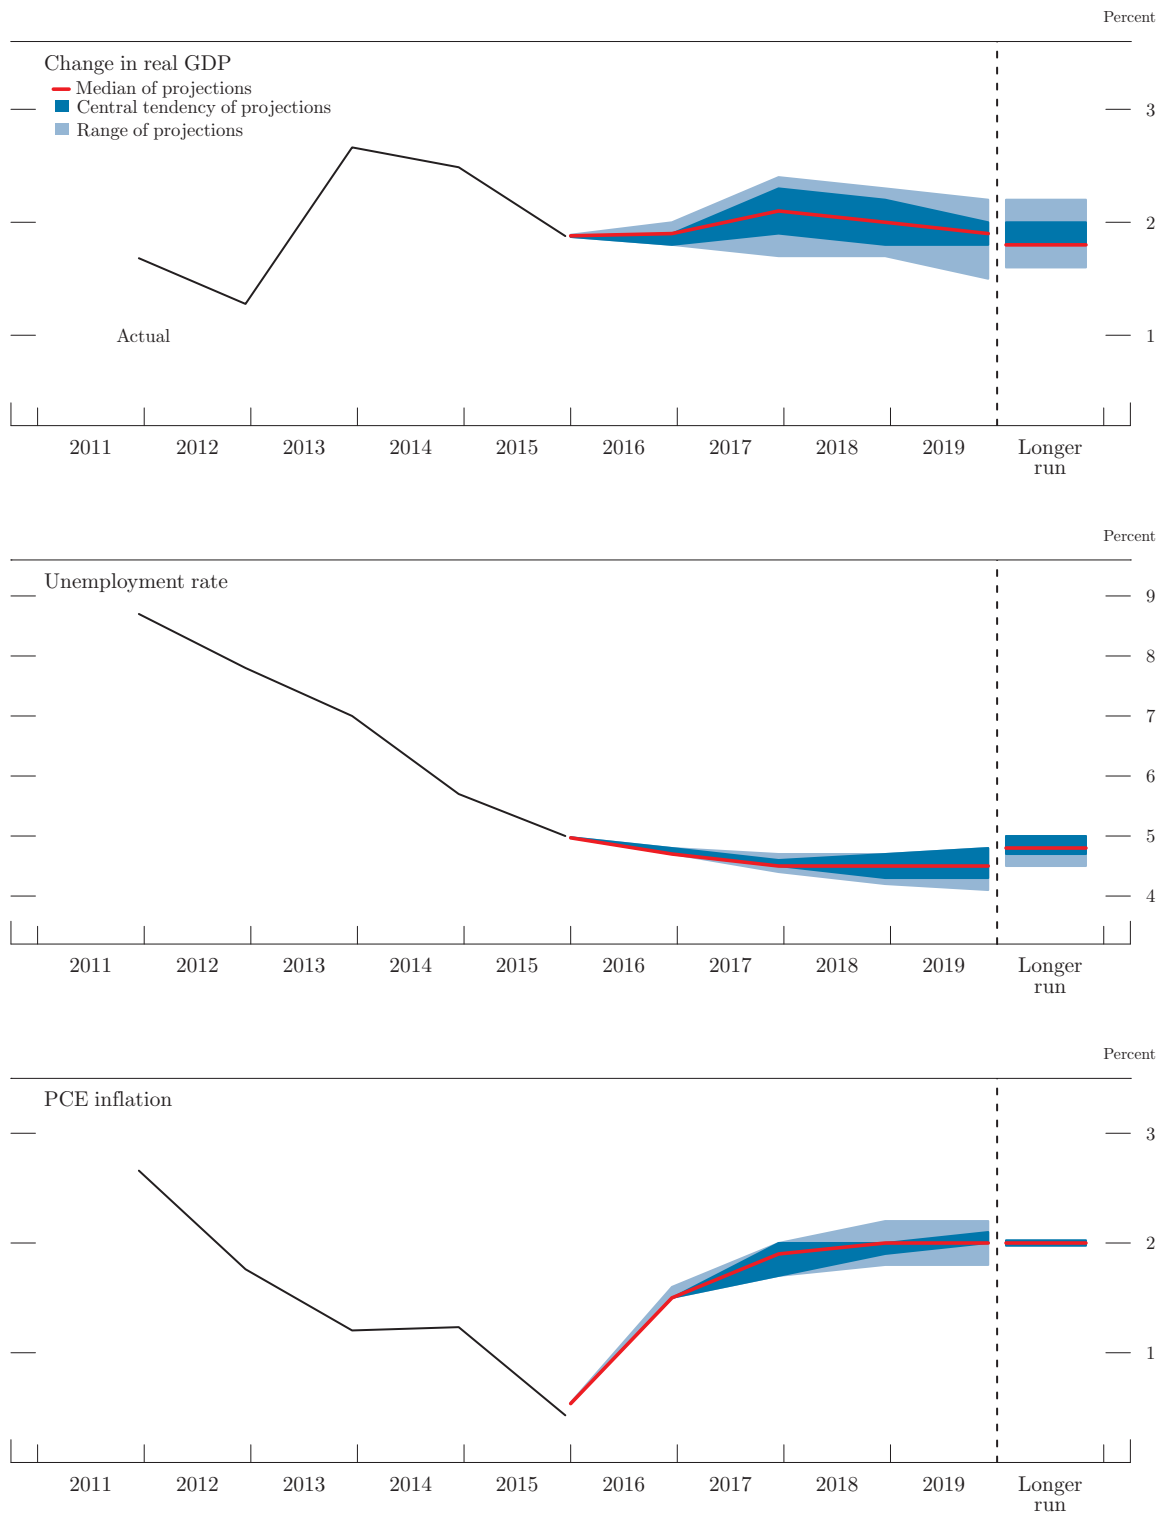 Percent
Change in real GDP
Median of projections
Central tendency of projections
Range of projections
3
2
Actual
1
2011 2012 2013 2014 2015 2016 2017 2018 2019 Longer
run
Percent
Unemployment rate
9
8
7
6
5
4
2011 2012 2013 2014 2015 2016 2017 2018 2019 Longer
run
Percent
PCE inflation
3
2
1
2011 2012 2013 2014 2015 2016 2017 2018 2019 Longer
run